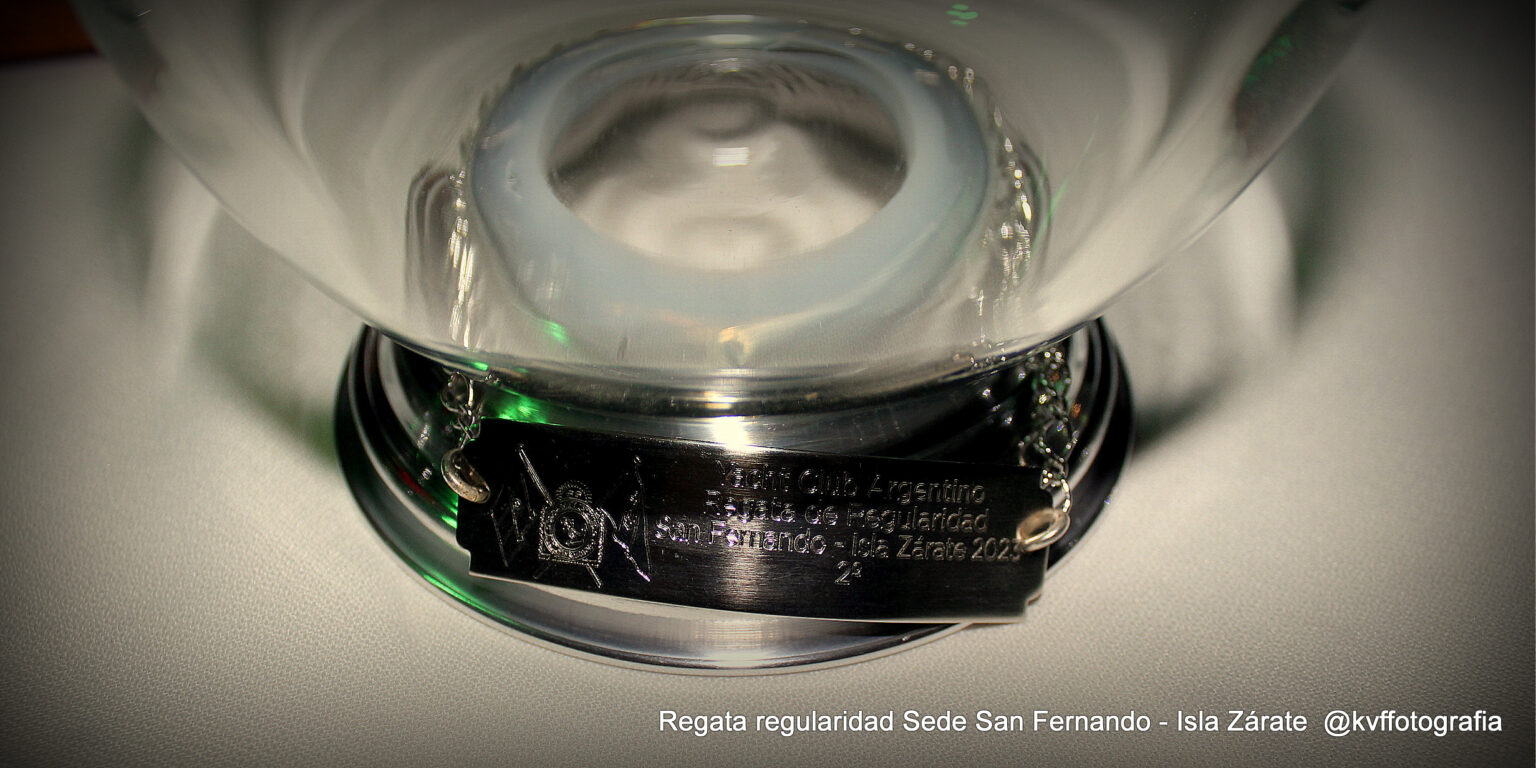 Yacht Club Argentino
Regata de Regularidad
San Fernando - Isla Zárate 2023
2º
Regata regularidad Sede San Fernando - Isla Zárate @kvffotografia